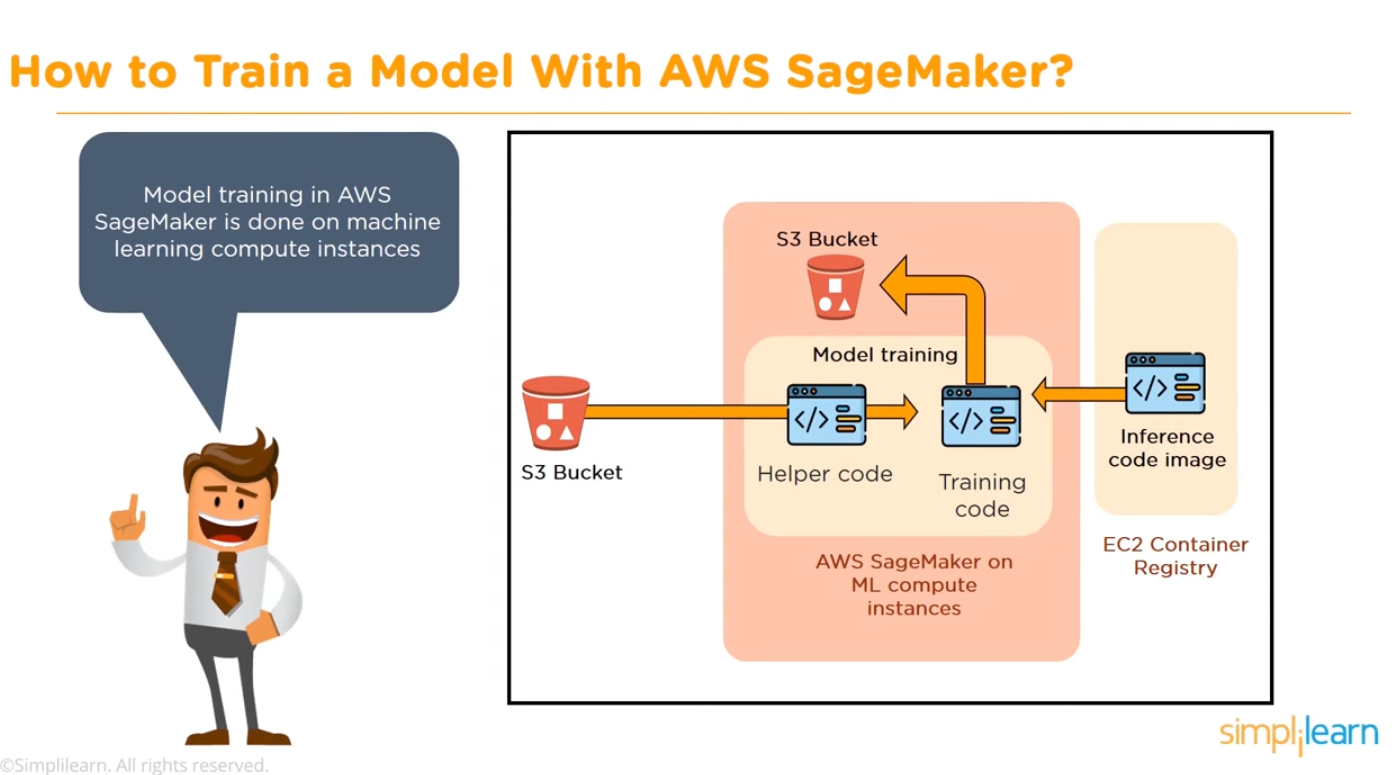 How to Train a Model With AWS SageMaker?
Model training in AWS
SageMaker is done on machine
learning compute instances
S3 Bucket
Model training
S3 Bucket
Helper code
Training
code
Inference
code image
AWS SageMaker on
ML compute
instances
EC2 Container
Registry
simplilearn
©Simplilearn. All rights reserved.